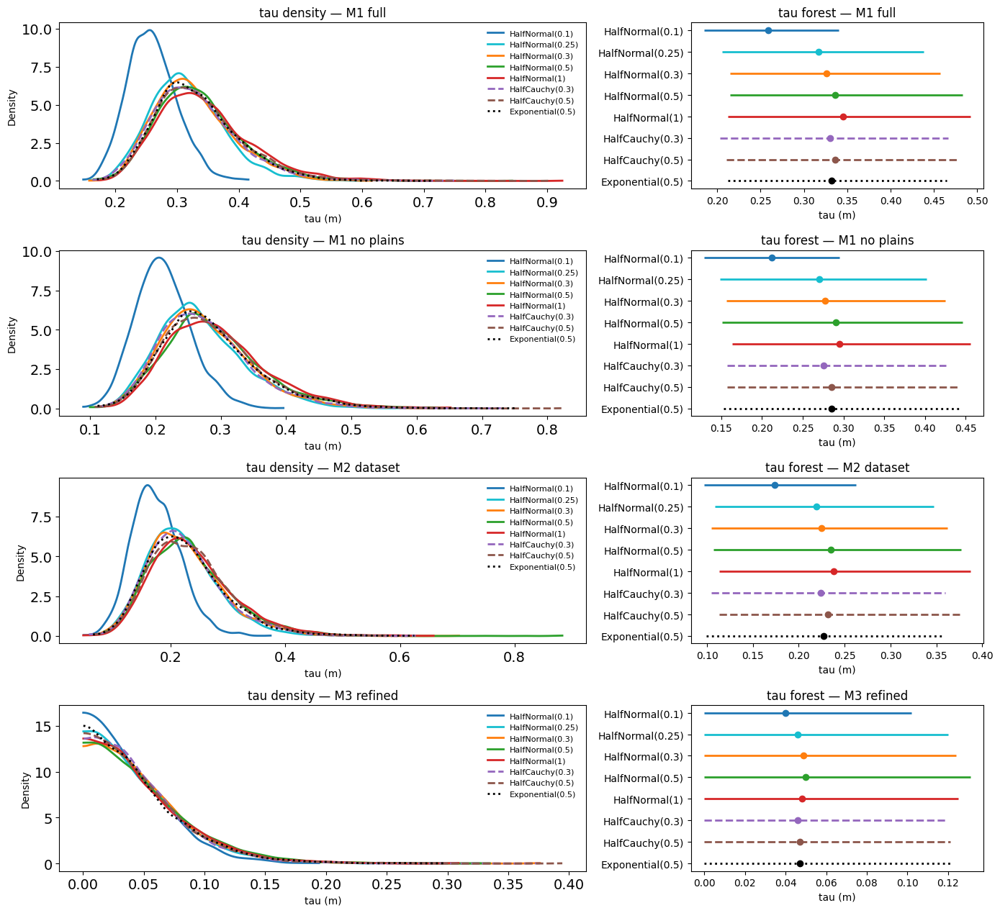 tau density — M1 full
10.0
7.5
5.0
2.5
0.0
Density
0.2 0.3 0.4 0.5 0.6 0.7 0.8 0.9
tau (m)
HalfNormal(0.1)
HalfNormal(0.25)
HalfNormal(0.3)
HalfNormal(0.5)
HalfNormal(1)
HalfCauchy(0.3)
HalfCauchy(0.5)
Exponential(0.5)
tau forest — M1 full
HalfNormal(0.1)
HalfNormal(0.25)
HalfNormal(0.3)
HalfNormal(0.5)
HalfNormal(1)
HalfCauchy(0.3)
HalfCauchy(0.5)
Exponential(0.5)
0.20 0.25 0.30 0.35 0.40 0.45 0.50
tau (m)
tau density — M1 no plains
10.0
7.5
5.0
2.5
0.0
Density
0.1 0.2 0.3 0.4 0.5 0.6 0.7 0.8
tau (m)
HalfNormal(0.1)
HalfNormal(0.25)
HalfNormal(0.3)
HalfNormal(0.5)
HalfNormal(1)
HalfCauchy(0.3)
HalfCauchy(0.5)
Exponential(0.5)
tau forest — M1 no plains
HalfNormal(0.1)
HalfNormal(0.25)
HalfNormal(0.3)
HalfNormal(0.5)
HalfNormal(1)
HalfCauchy(0.3)
HalfCauchy(0.5)
Exponential(0.5)
0.15 0.20 0.25 0.30 0.35 0.40 0.45
tau (m)
tau density — M2 dataset
7.5
5.0
2.5
0.0
Density
0.2 0.4 0.6 0.8
tau (m)
HalfNormal(0.1)
HalfNormal(0.25)
HalfNormal(0.3)
HalfNormal(0.5)
HalfNormal(1)
HalfCauchy(0.3)
HalfCauchy(0.5)
Exponential(0.5)
tau forest — M2 dataset
HalfNormal(0.1)
HalfNormal(0.25)
HalfNormal(0.3)
HalfNormal(0.5)
HalfNormal(1)
HalfCauchy(0.3)
HalfCauchy(0.5)
Exponential(0.5)
0.10 0.15 0.20 0.25 0.30 0.35 0.40
tau (m)
tau density — M3 refined
15
10
5
0
Density
0.00 0.05 0.10 0.15 0.20 0.25 0.30 0.35 0.40
tau (m)
HalfNormal(0.1)
HalfNormal(0.25)
HalfNormal(0.3)
HalfNormal(0.5)
HalfNormal(1)
HalfCauchy(0.3)
HalfCauchy(0.5)
Exponential(0.5)
tau forest — M3 refined
HalfNormal(0.1)
HalfNormal(0.25)
HalfNormal(0.3)
HalfNormal(0.5)
HalfNormal(1)
HalfCauchy(0.3)
HalfCauchy(0.5)
Exponential(0.5)
0.00 0.02 0.04 0.06 0.08 0.10 0.12
tau (m)